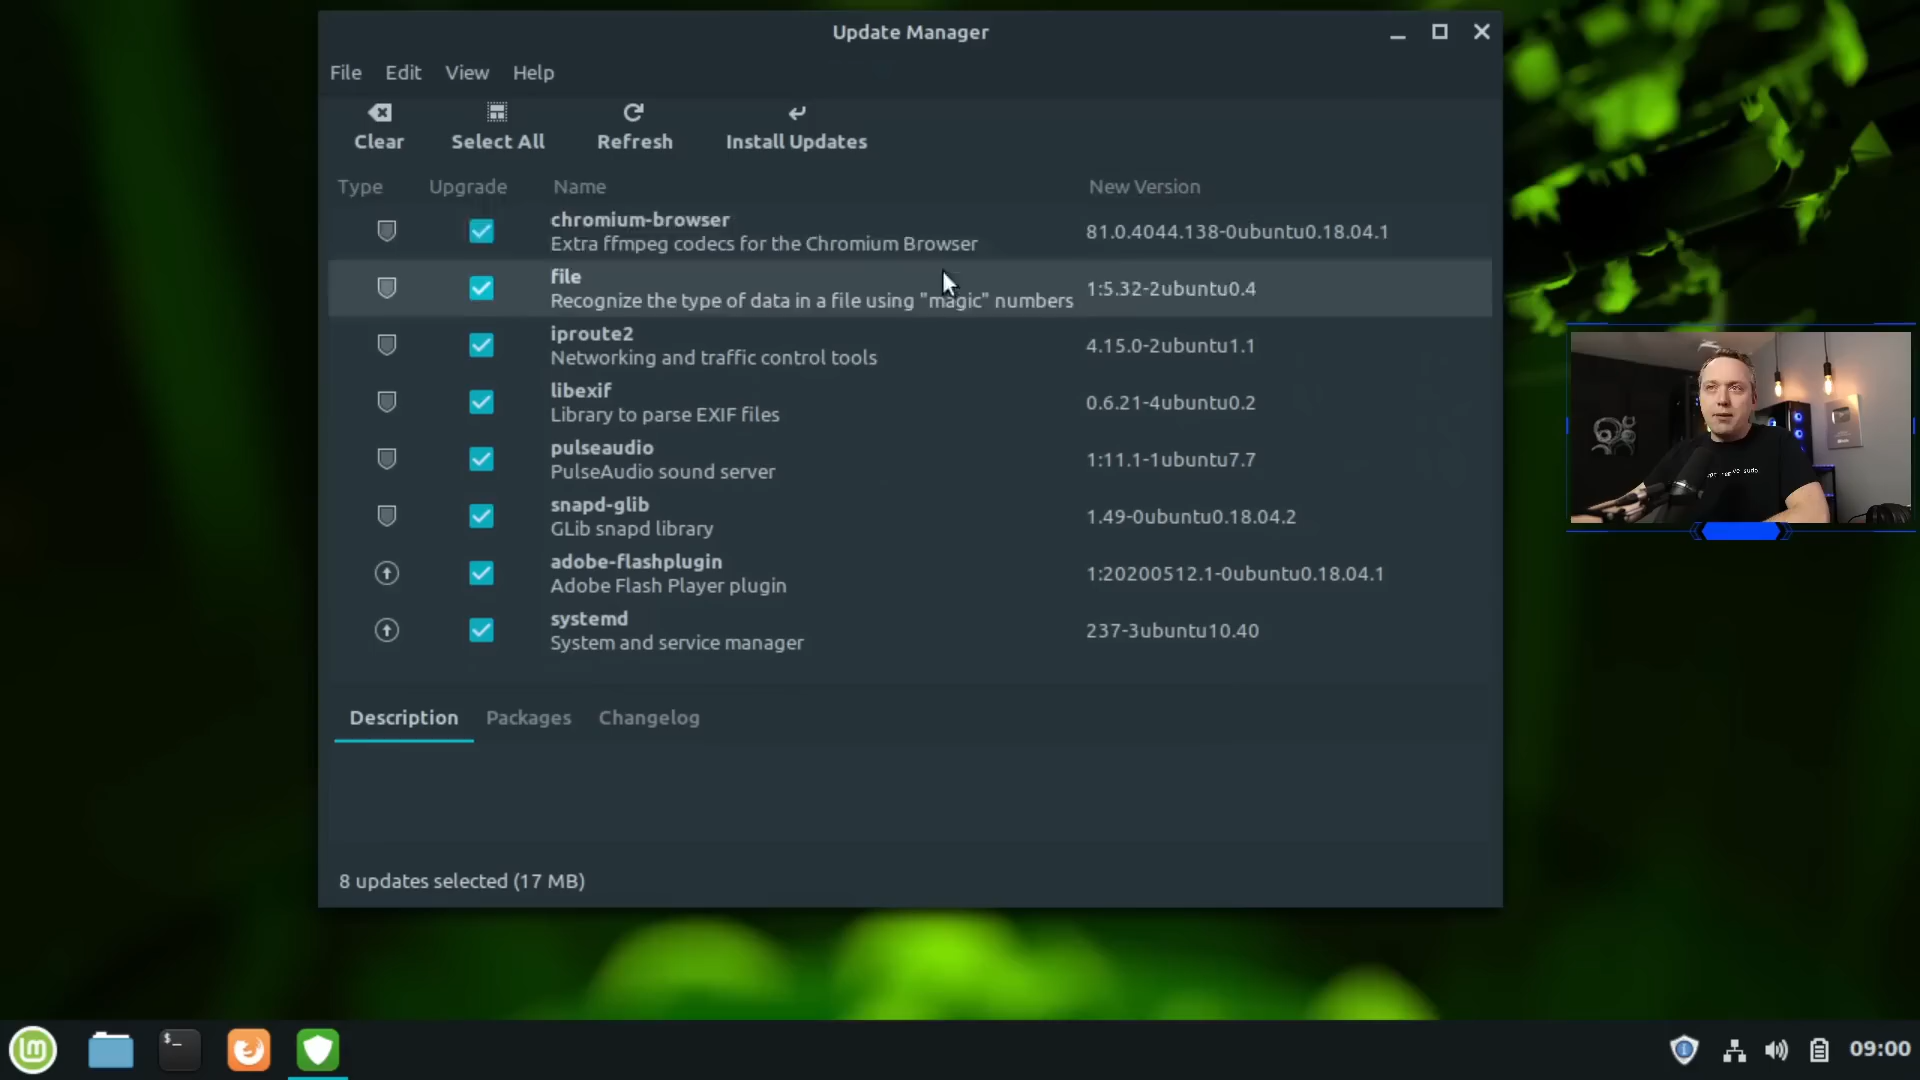 Update Manager
File Edit View Help
Clear Select All Refresh Install Updates
Type Upgrade Name New Version
chromium-browser
Extra ffmpeg codecs for the Chromium Browser
81.0.4044.138-0ubuntu0.18.04.1
file
Recognize the type of data in a file using "magic" numbers
1:5.32-2ubuntu0.4
iproute2
Networking and traffic control tools
4.15.0-2ubuntu1.1
libexif
Library to parse EXIF files
0.6.21-4ubuntu0.2
pulseaudio
PulseAudio sound server
1:11.1-1ubuntu7.7
snapd-glib
GLib snapd library
1.49-0ubuntu0.18.04.2
adobe-flashplugin
Adobe Flash Player plugin
1:20200512.1-0ubuntu0.18.04.1
systemd
System and service manager
237-3ubuntu10.40
Description Packages Changelog
8 updates selected (17 MB)
$_
09:00